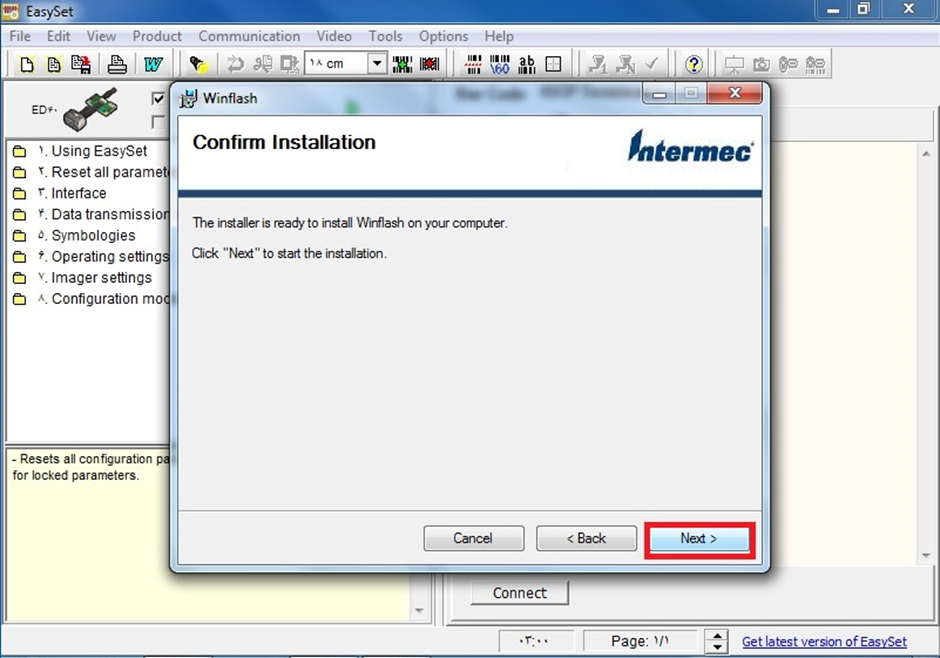 EasySet
File Edit View Product Communication Video Tools Options Help
۱۸ cm
ED۴۰
Winflash
Confirm Installation
Intermec
The installer is ready to install Winflash on your computer.
Click "Next" to start the installation.
Cancel
< Back
Next >
۱. Using EasySet
۲. Reset all paramet
۳. Interface
۴. Data transmission
۵. Symbologies
۶. Operating settings
۷. Imager settings
۸. Configuration mod
- Resets all configuration pa
for locked parameters.
Connect
۰۳:۰۰
Page: ۱/۱
Get latest version of EasySet